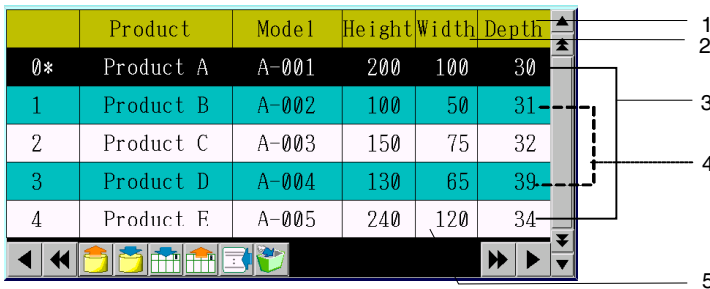 Product Model Height Width Depth 1
2
0* Product A A-001 200 100 30
1 Product B A-002 100 50 31 3
2 Product C A-003 150 75 32
3 Product D A-004 130 65 39 4
4 Product E A-005 240 120 34
5